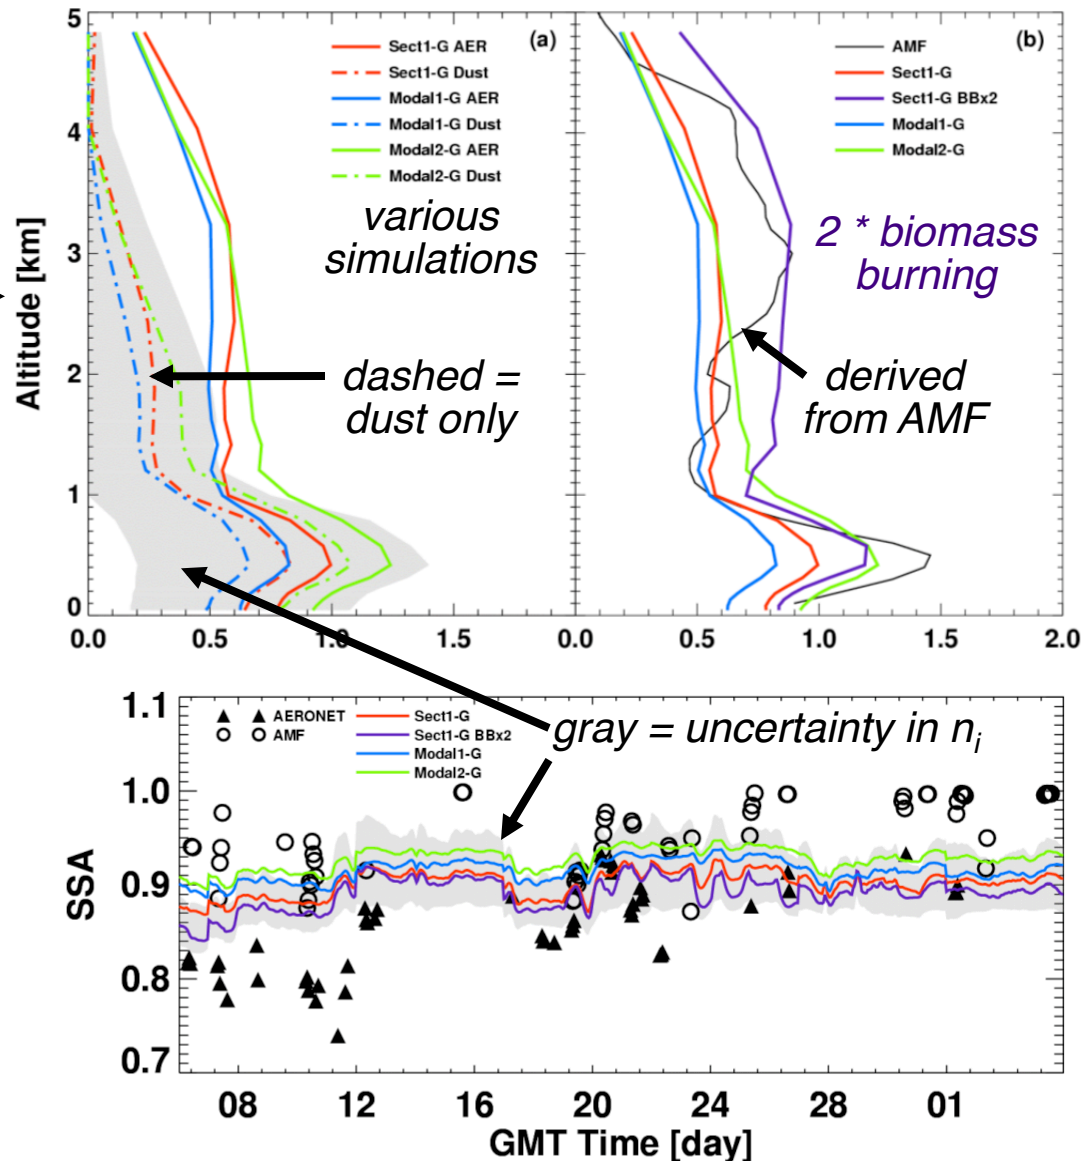 5
4
3
2
1
0
Altitude [km]
(a)
Sect1-G AER
Sect1-G Dust
Modal1-G AER
Modal1-G Dust
Modal2-G AER
Modal2-G Dust
various
simulations
dashed =
dust only
0.0
0.5
1.0
1.5
(b)
AMF
Sect1-G
Sect1-G BBx2
Modal1-G
Modal2-G
2 * biomass
burning
derived
from AMF
0.0
0.5
1.0
1.5
2.0
1.1
1.0
0.9
0.8
0.7
SSA
AERONET
AMF
Sect1-G
Sect1-G BBx2
Modal1-G
Modal2-G
gray = uncertainty in ni
08
12
16
20
24
28
01
GMT Time [day]